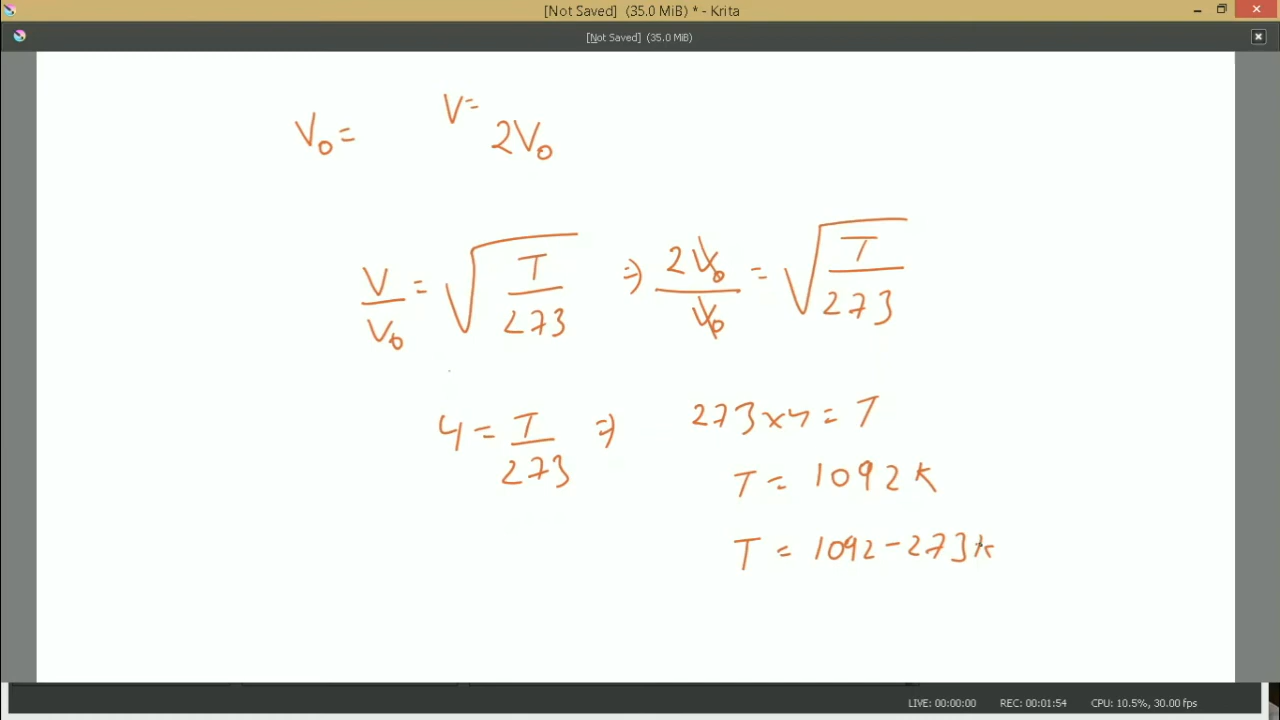 [Not Saved] (35.0 MiB) * - Krita
[Not Saved] (35.0 MiB)
V₀ = V = 2V₀
V/V₀ = √(T/273) ⇒ 2V₀/V₀ = √(T/273)
4 = T/273 ⇒ 273 × 4 = T
T = 1092 K
T = 1092 - 273 K
LIVE: 00:00:00 REC: 00:01:54 CPU: 10.5%, 30.00 fps